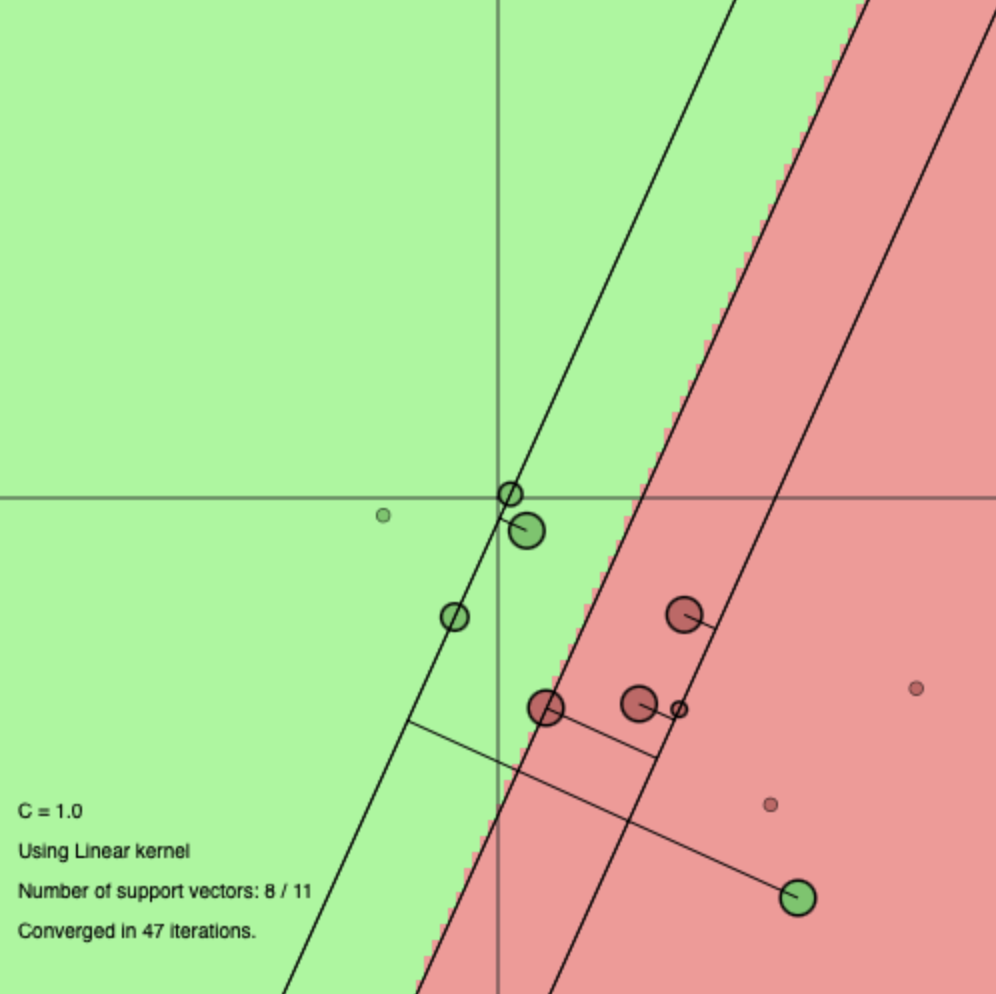 C = 1.0
Using Linear kernel
Number of support vectors: 8 / 11
Converged in 47 iterations.